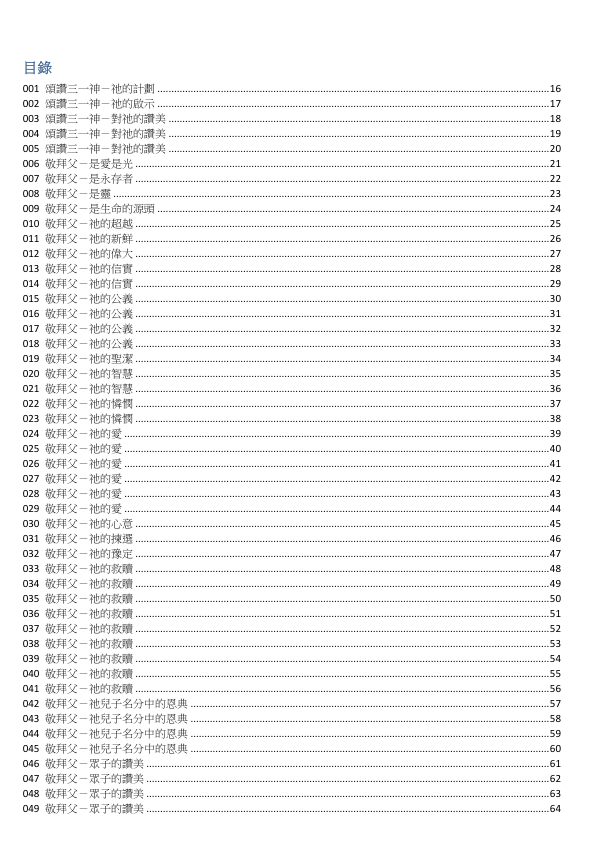 目錄
001 頌讚三一神－祂的計劃 16
002 頌讚三一神－祂的啟示 17
003 頌讚三一神－對祂的讚美 18
004 頌讚三一神－對祂的讚美 19
005 頌讚三一神－對祂的讚美 20
006 敬拜父－是愛是光 21
007 敬拜父－是永存者 22
008 敬拜父－是靈 23
009 敬拜父－是生命的源頭 24
010 敬拜父－祂的超越 25
011 敬拜父－祂的新鮮 26
012 敬拜父－祂的偉大 27
013 敬拜父－祂的信實 28
014 敬拜父－祂的信實 29
015 敬拜父－祂的公義 30
016 敬拜父－祂的公義 31
017 敬拜父－祂的公義 32
018 敬拜父－祂的公義 33
019 敬拜父－祂的聖潔 34
020 敬拜父－祂的智慧 35
021 敬拜父－祂的智慧 36
022 敬拜父－祂的憐憫 37
023 敬拜父－祂的憐憫 38
024 敬拜父－祂的愛 39
025 敬拜父－祂的愛 40
026 敬拜父－祂的愛 41
027 敬拜父－祂的愛 42
028 敬拜父－祂的愛 43
029 敬拜父－祂的愛 44
030 敬拜父－祂的心意 45
031 敬拜父－祂的揀選 46
032 敬拜父－祂的豫定 47
033 敬拜父－祂的救贖 48
034 敬拜父－祂的救贖 49
035 敬拜父－祂的救贖 50
036 敬拜父－祂的救贖 51
037 敬拜父－祂的救贖 52
038 敬拜父－祂的救贖 53
039 敬拜父－祂的救贖 54
040 敬拜父－祂的救贖 55
041 敬拜父－祂的救贖 56
042 敬拜父－祂兒子名分中的恩典 57
043 敬拜父－祂兒子名分中的恩典 58
044 敬拜父－祂兒子名分中的恩典 59
045 敬拜父－祂兒子名分中的恩典 60
046 敬拜父－眾子的讚美 61
047 敬拜父－眾子的讚美 62
048 敬拜父－眾子的讚美 63
049 敬拜父－眾子的讚美 64